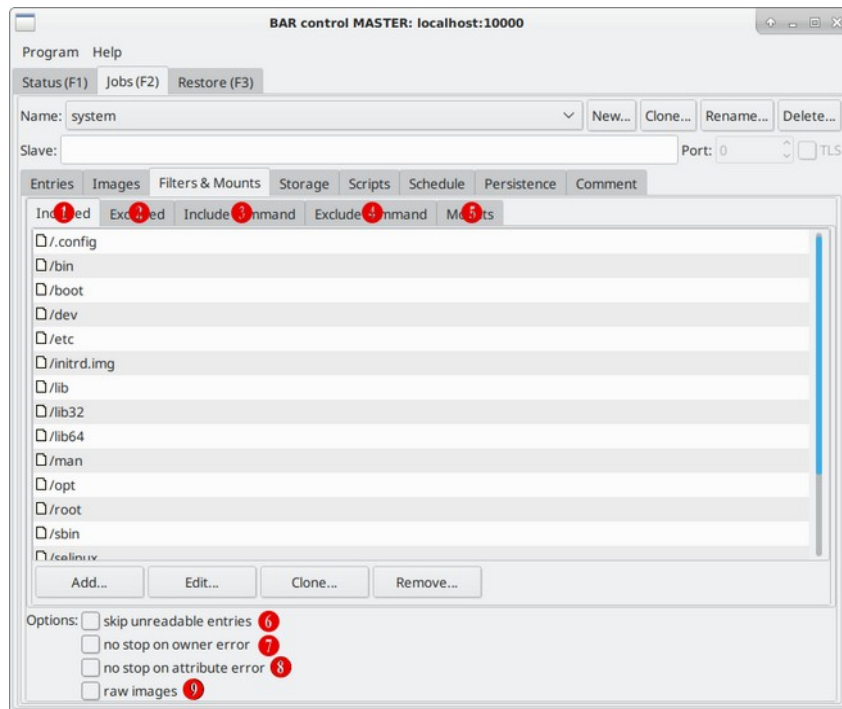 BAR control MASTER: localhost:10000
Program Help
Status (F1) Jobs (F2) Restore (F3)
Name: system New... Clone... Rename... Delete...
Slave: Port: 0 TLS
Entries Images Filters & Mounts Storage Scripts Schedule Persistence Comment
1 2 Include 3 Exclude 4 5
/.config
/bin
/boot
/dev
/etc
/initrd.img
/lib
/lib32
/lib64
/man
/opt
/root
/sbin
/selinux
Add... Edit... Clone... Remove...
Options: skip unreadable entries 6
no stop on owner error 7
no stop on attribute error 8
raw images 9